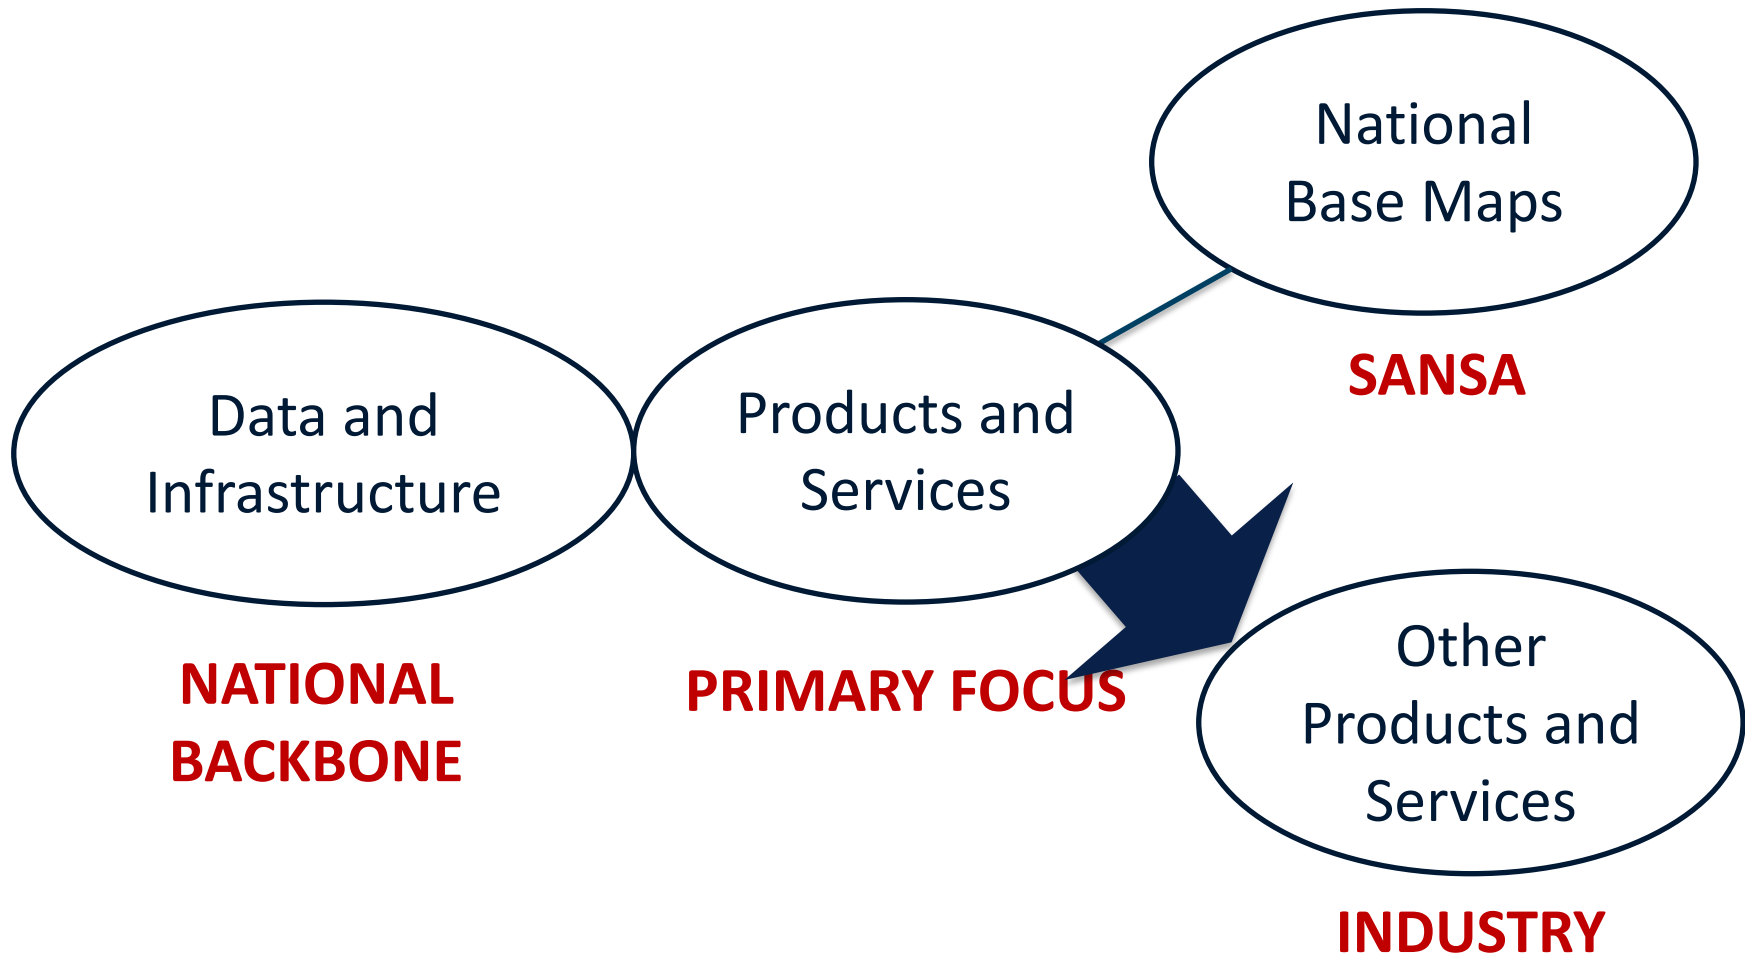 National
Base Maps
SANSA
Data and
Infrastructure
NATIONAL
BACKBONE
Products and
Services
PRIMARY FOCUS
Other
Products and
Services
INDUSTRY